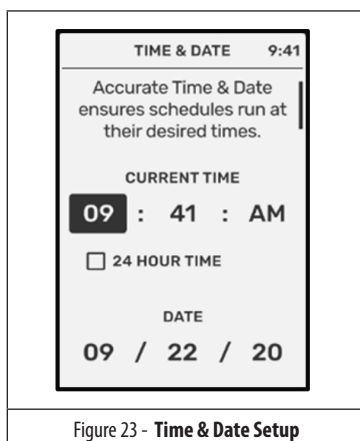 TIME & DATE 9:41
Accurate Time & Date
ensures schedules run at
their desired times.
CURRENT TIME
09 : 41 : AM
24 HOUR TIME
DATE
09 / 22 / 20
Figure 23 - Time & Date Setup